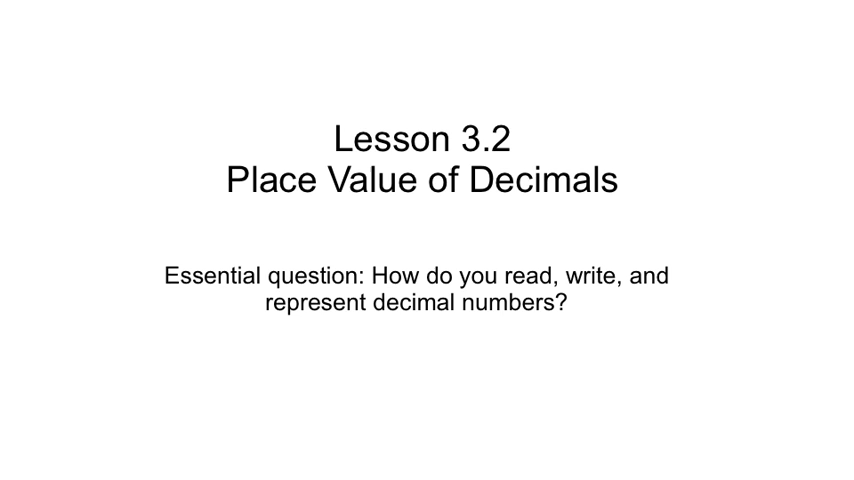 Lesson 3.2
Place Value of Decimals
Essential question: How do you read, write, and
represent decimal numbers?